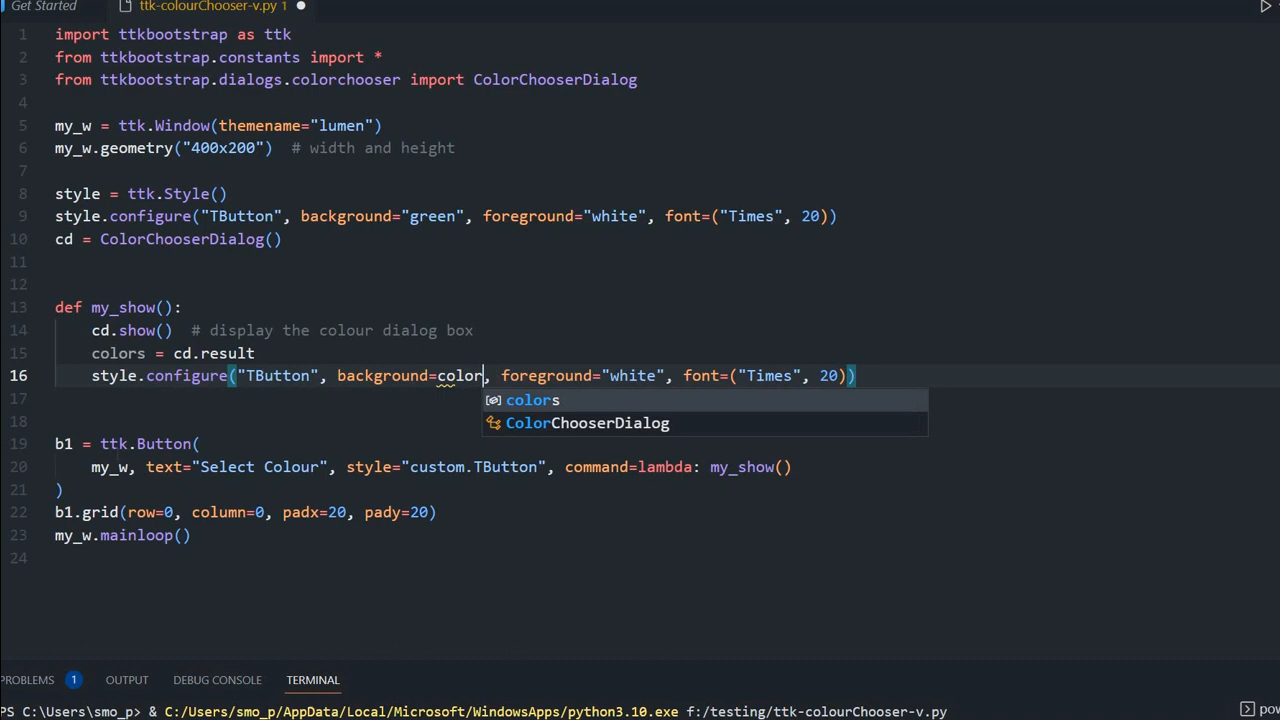 Get Started ttk-colourChooser-v.py 1
1 import ttkbootstrap as ttk
2 from ttkbootstrap.constants import *
3 from ttkbootstrap.dialogs.colorchooser import ColorChooserDialog
4
5 my_w = ttk.Window(themename="lumen")
6 my_w.geometry("400x200")  # width and height
7
8 style = ttk.Style()
9 style.configure("TButton", background="green", foreground="white", font=("Times", 20))
10 cd = ColorChooserDialog()
11
12
13 def my_show():
14     cd.show()  # display the colour dialog box
15     colors = cd.result
16     style.configure("TButton", background=color, foreground="white", font=("Times", 20))
colors
17
ColorChooserDialog
18
19 b1 = ttk.Button(
20     my_w, text="Select Colour", style="custom.TButton", command=lambda: my_show()
21 )
22 b1.grid(row=0, column=0, padx=20, pady=20)
23 my_w.mainloop()
24
PROBLEMS 1 OUTPUT DEBUG CONSOLE TERMINAL
PS C:\Users\smo_p> & C:/Users/smo_p/AppData/Local/Microsoft/WindowsApps/python3.10.exe f:/testing/ttk-colourChooser-v.py